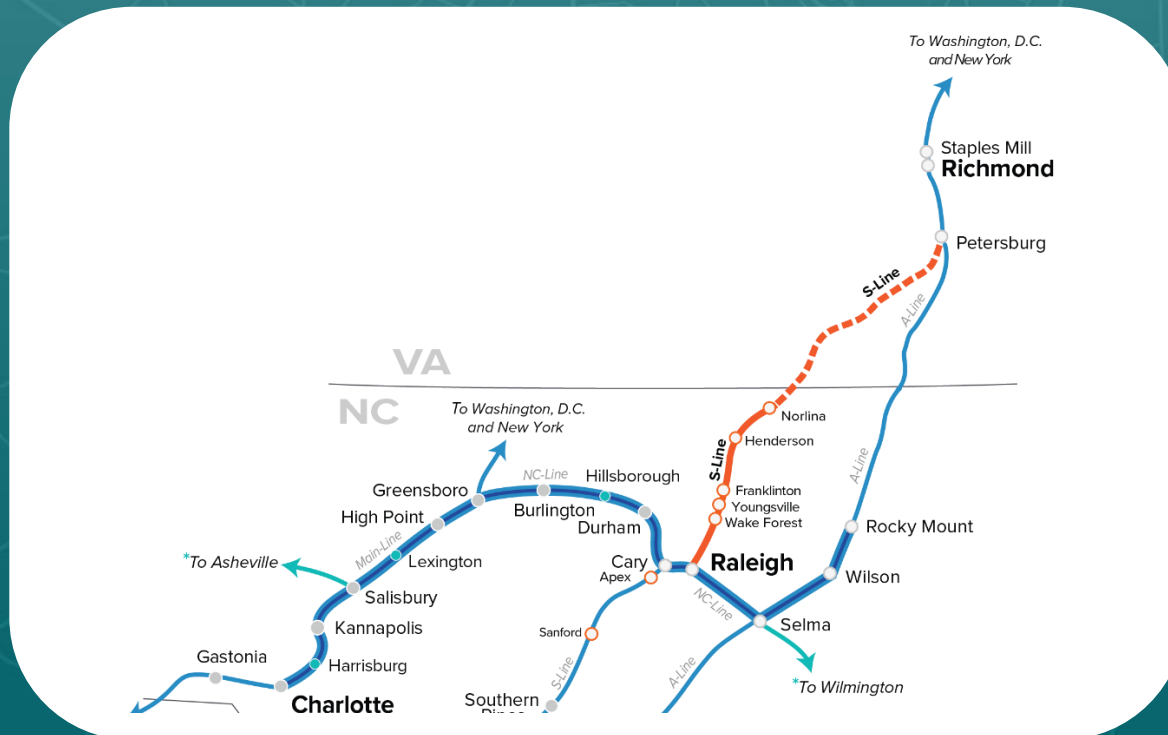 To Washington, D.C.
and New York
Staples Mill
Richmond
Petersburg
S-Line
A-Line
VA
NC
To Washington, D.C.
and New York
Norlina
Henderson
S-Line
A-Line
NC-Line
Hillsborough
Greensboro
Burlington
Franklinton
Youngsville
Wake Forest
High Point
Durham
Rocky Mount
Main-Line
Lexington
*To Asheville
Cary
Raleigh
Apex
Wilson
Salisbury
NC-Line
Kannapolis
Sanford
Selma
Gastonia
Harrisburg
S-Line
A-Line
*To Wilmington
Charlotte
Southern
Pines